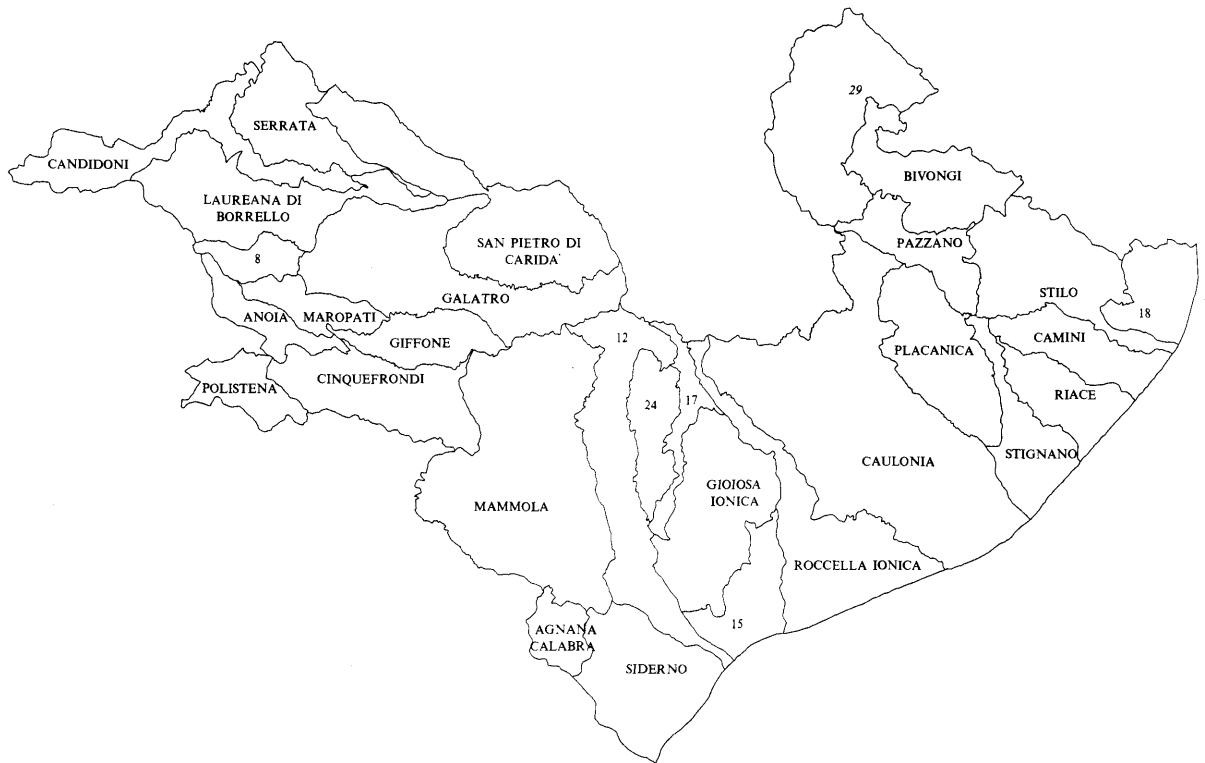 29
SERRATA
CANDIDONI
BIVONGI
LAUREANA DI
BORRELLO
SAN PIETRO DI
CARIDA'
PAZZANO
8
GALATRO
STILO
ANOIA
MAROPATI
18
12
CAMINI
GIFFONE
PLACANICA
CINQUEFRONDI
POLISTENA
RIACE
17
24
STIGNANO
CAULONIA
GIOIOSA
IONICA
MAMMOLA
ROCCELLA IONICA
15
AGNANA
CALABRA
SIDERNO